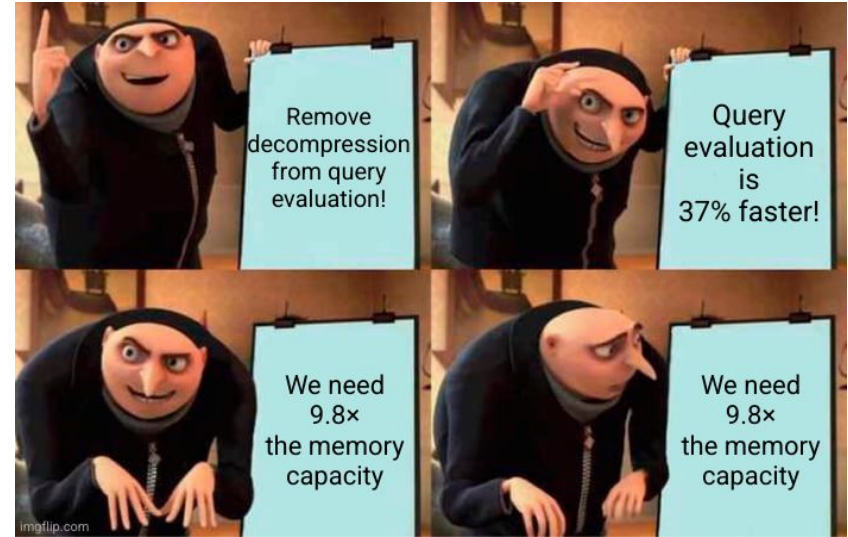 Remove
decompression
from query
evaluation!
Query
evaluation
is
37% faster!
We need
9.8×
the memory
capacity
We need
9.8×
the memory
capacity
imgflip.com